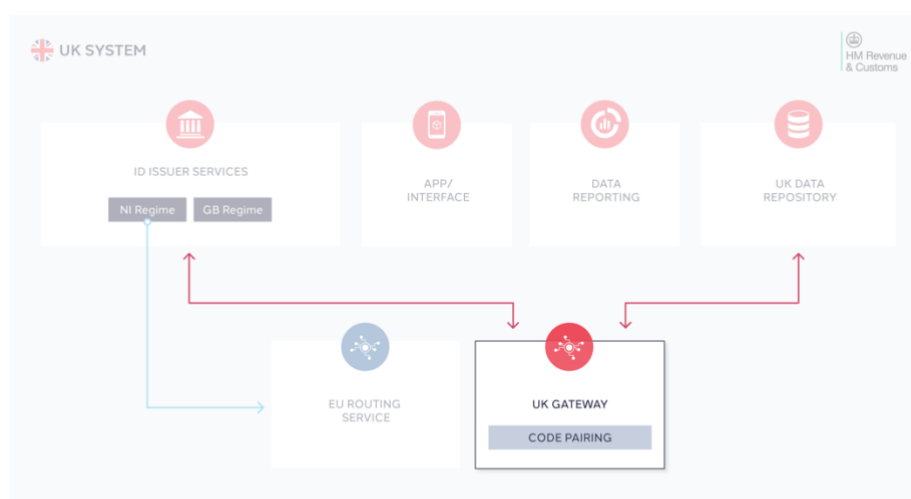 UK SYSTEM
HM Revenue
& Customs
ID ISSUER SERVICES
NI Regime
GB Regime
APP/
INTERFACE
DATA
REPORTING
UK DATA
REPOSITORY
EU ROUTING
SERVICE
UK GATEWAY
CODE PAIRING